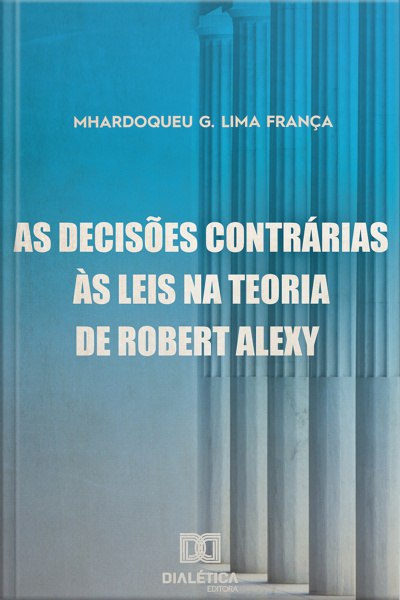 MHARDOQUEU G. LIMA FRANÇA
AS DECISÕES CONTRÁRIAS
ÀS LEIS NA TEORIA
DE ROBERT ALEXY
DIALÉTICA
EDITORA